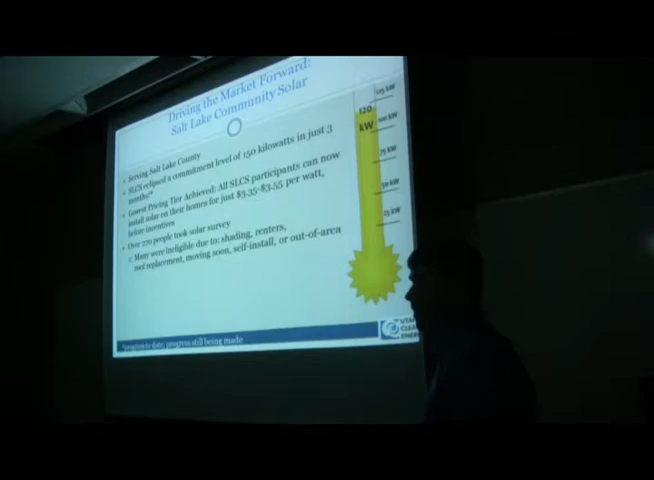 Driving the Market Forward:
Salt Lake Community Solar
• Serving Salt Lake County
• SLCS eclipsed a commitment level of 150 kilowatts in just 3
months!*
• Lowest Pricing Tier Achieved: All SLCS participants can now
install solar on their homes for just $3.35-$3.55 per watt,
before incentives
• Over 270 people took solar survey
Many were ineligible due to: shading, renters,
roof replacement, moving soon, self-install, or out-of-area
125 kW
120
kW
100 kW
75 kW
50 kW
25 kW
*progress to date; progress still being made
UTAH
CLEAN
ENERGY